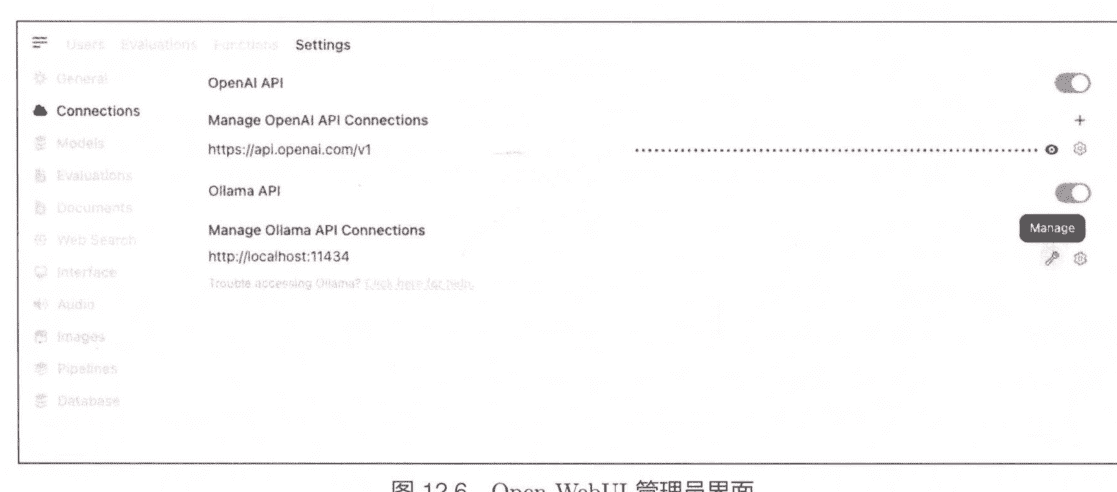 Users Evaluations Functions Settings
General
Connections
Models
Evaluations
Documents
Web Search
Interface
Audio
Images
Pipelines
Database
OpenAI API
Manage OpenAI API Connections
+
https://api.openai.com/v1
Ollama API
Manage Ollama API Connections
Manage
http://localhost:11434
Trouble accessing Ollama? Click here for help.
图 12.6 Open WebUI 管理员界面